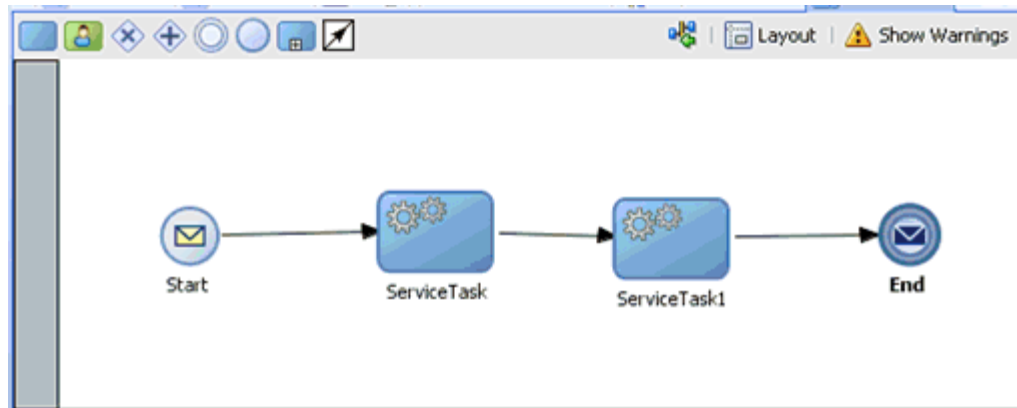 Layout
Show Warnings
Start
ServiceTask
ServiceTask1
End